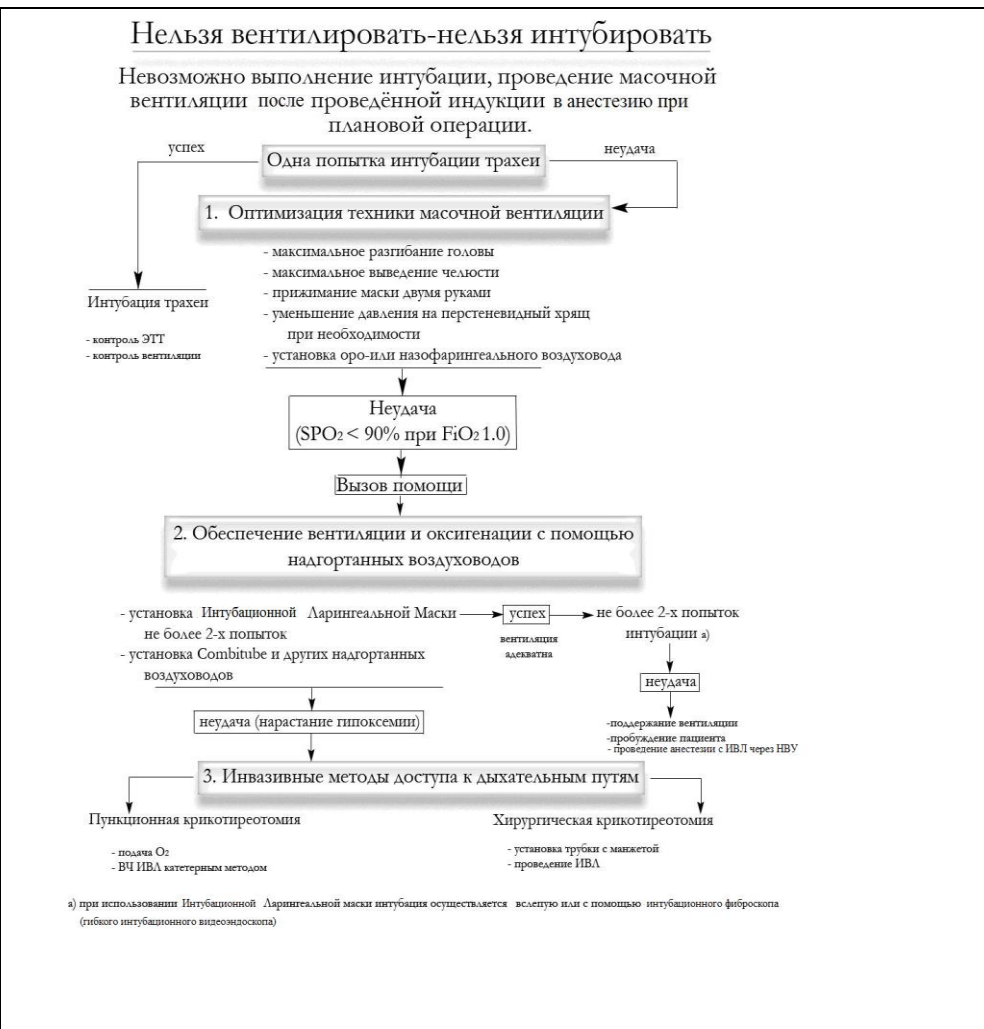 Нельзя вентилировать-нельзя интубировать
Невозможно выполнение интубации, проведение масочной
вентиляции после проведённой индукции в анестезию при
плановой операции.
успех
неудача
Одна попытка интубации трахеи
1. Оптимизация техники масочной вентиляции
- максимальное разгибание головы
- максимальное выведение челюсти
- прижимание маски двумя руками
- уменьшение давления на перстеневидный хрящ
при необходимости
- установка оро-или назофарингеального воздуховода
Интубация трахеи
- контроль ЭТТ
- контроль вентиляции
Неудача
(SPO2 < 90% при FiO2 1.0)
Вызов помощи
2. Обеспечение вентиляции и оксигенации с помощью
надгортанных воздуховодов
- установка Интубационной Ларингеальной Маски
не более 2-х попыток
- установка Combitube и других надгортанных
воздуховодов
успех
вентиляция
адекватна
не более 2-х попыток
интубации а)
неудача
-поддержание вентиляции
-пробуждение пациента
- проведение анестезии с ИВЛ через НВУ
неудача (нарастание гипоксемии)
3. Инвазивные методы доступа к дыхательным путям
Пункционная крикотиреотомия
- подача O2
- ВЧ ИВЛ катетерным методом
Хирургическая крикотиреотомия
- установка трубки с манжетой
- проведение ИВЛ
а) при использовании Интубационной Ларингеальной маски интубация осуществляется вслепую или с помощью интубационного фиброскопа
(гибкого интубационного видеоэндоскопа)